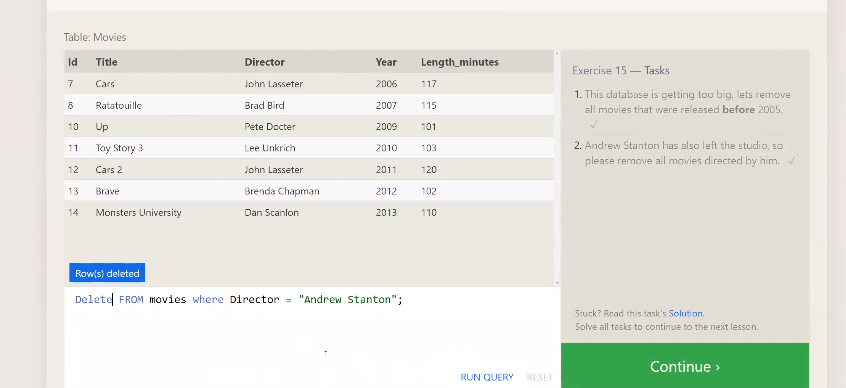 Table: Movies
Id Title Director Year Length_minutes
7 Cars John Lasseter 2006 117
8 Ratatouille Brad Bird 2007 115
10 Up Pete Docter 2009 101
11 Toy Story 3 Lee Unkrich 2010 103
12 Cars 2 John Lasseter 2011 120
13 Brave Brenda Chapman 2012 102
14 Monsters University Dan Scanlon 2013 110
Row(s) deleted
Delete FROM movies where Director = "Andrew Stanton";
RUN QUERY RESET
Exercise 15 — Tasks
1. This database is getting too big, lets remove
all movies that were released before 2005.
✓
2. Andrew Stanton has also left the studio, so
please remove all movies directed by him. ✓
Stuck? Read this task's Solution.
Solve all tasks to continue to the next lesson.
Continue ›